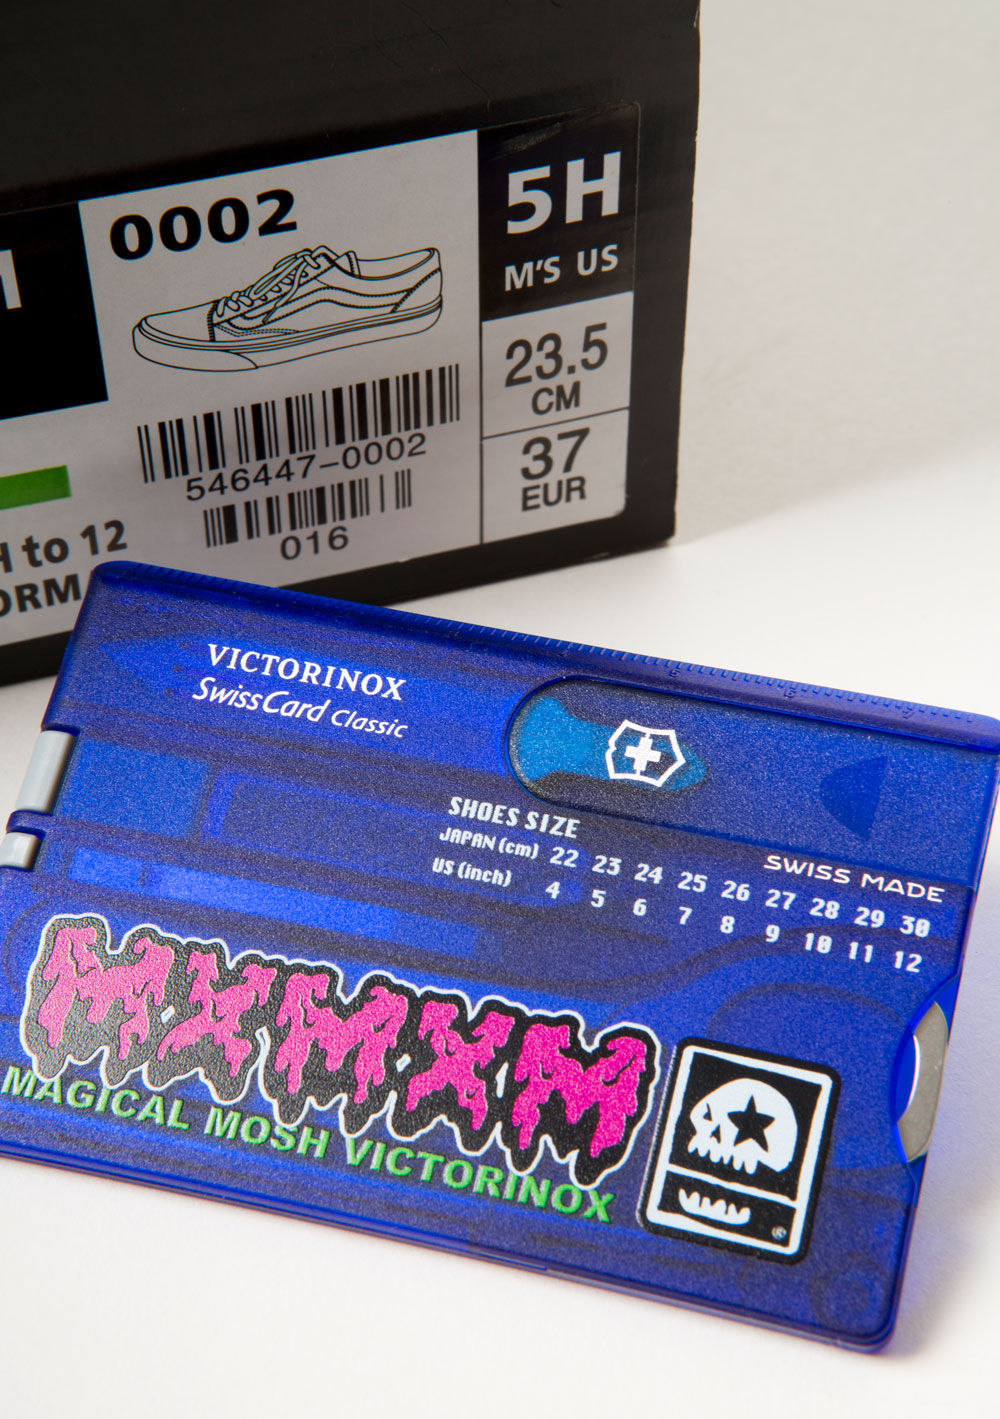 0002
5H
M'S US
23.5
CM
37
EUR
546447-0002
016
to 12
VICTORINOX
SwissCard Classic
SHOES SIZE
JAPAN (cm) 22 23 24 25 26 27 28 29 30
US (inch) 4 5 6 7 8 9 10 11 12
SWISS MADE
MXMXM
MAGICAL MOSH VICTORINOX
®